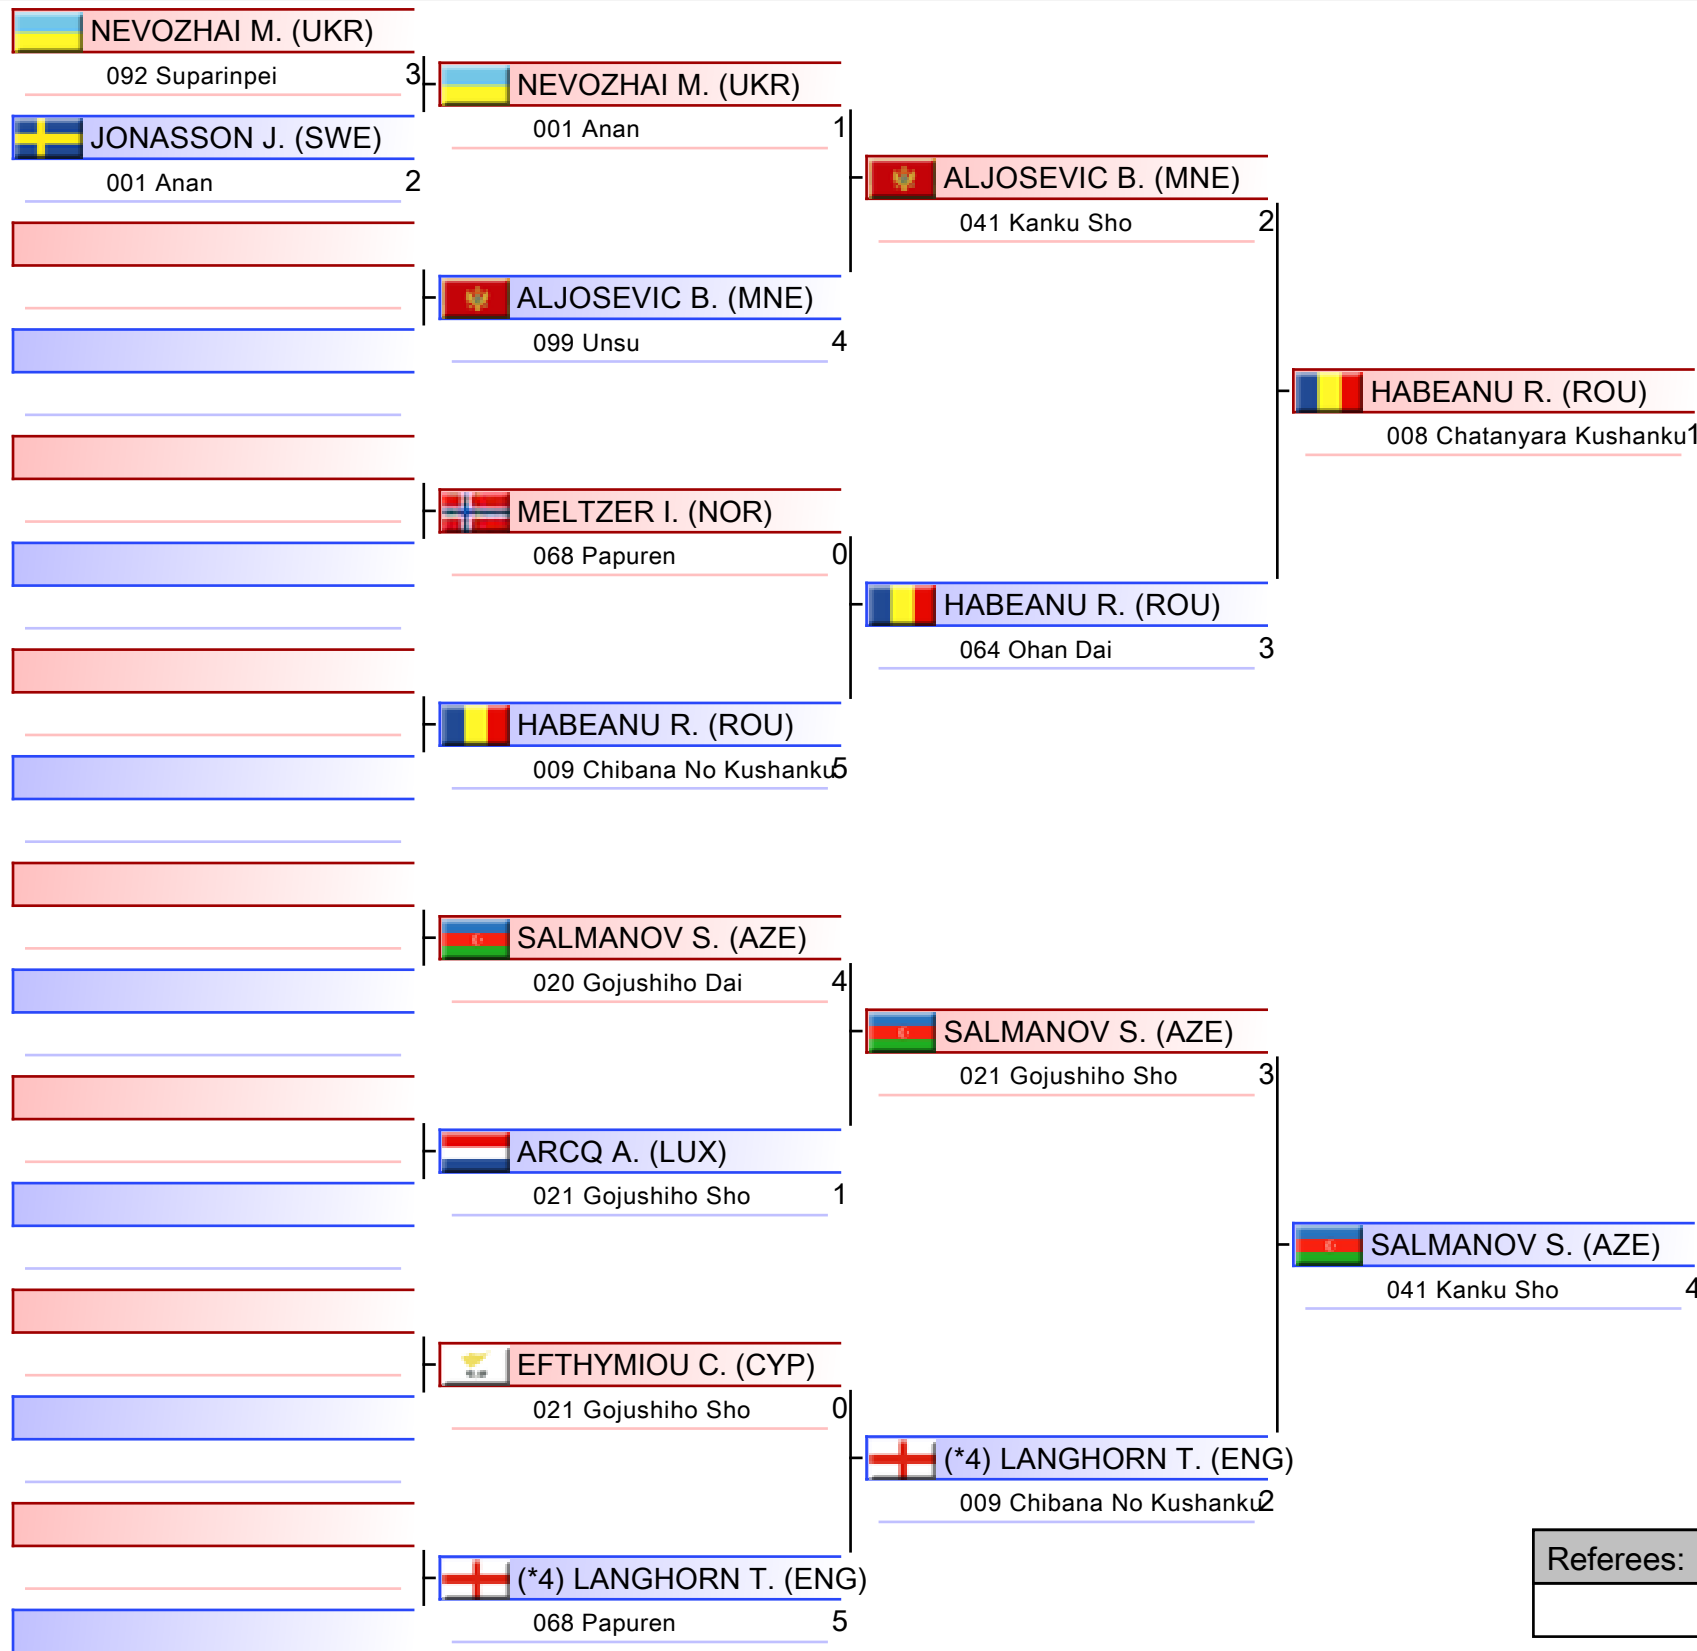 NEVOZHAI M. (UKR)
092 Suparinpei 3
JONASSON J. (SWE)
001 Anan 2
NEVOZHAI M. (UKR)
001 Anan 1
ALJOSEVIC B. (MNE)
099 Unsu 4
MELTZER I. (NOR)
068 Papuren 0
HABEANU R. (ROU)
009 Chibana No Kushanku 5
SALMANOV S. (AZE)
020 Gojushiho Dai 4
ARCQ A. (LUX)
021 Gojushiho Sho 1
EFTHYMIOU C. (CYP)
021 Gojushiho Sho 0
(*4) LANGHORN T. (ENG)
068 Papuren 5
ALJOSEVIC B. (MNE)
041 Kanku Sho 2
HABEANU R. (ROU)
064 Ohan Dai 3
SALMANOV S. (AZE)
021 Gojushiho Sho 3
(*4) LANGHORN T. (ENG)
009 Chibana No Kushanku 2
HABEANU R. (ROU)
008 Chatanyara Kushanku 1
SALMANOV S. (AZE)
041 Kanku Sho 4
Referees: